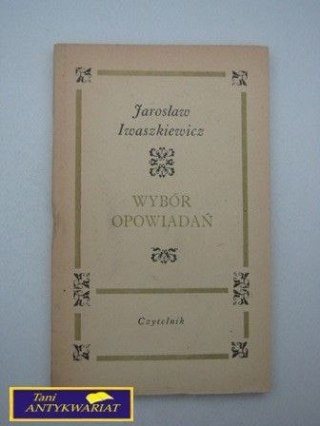 Jarosław
Iwaszkiewicz
WYBÓR
OPOWIADAŃ
Czytelnik
Tani
ANTYKWARIAT